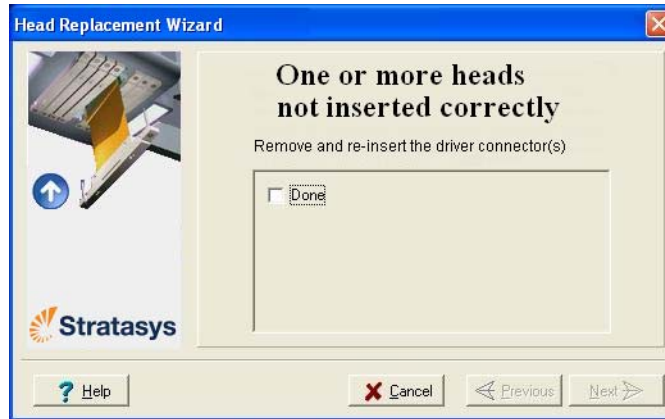 Head Replacement Wizard
One or more heads
not inserted correctly
Remove and re-insert the driver connector(s)
Done
Stratasys
? Help
Cancel
Previous
Next